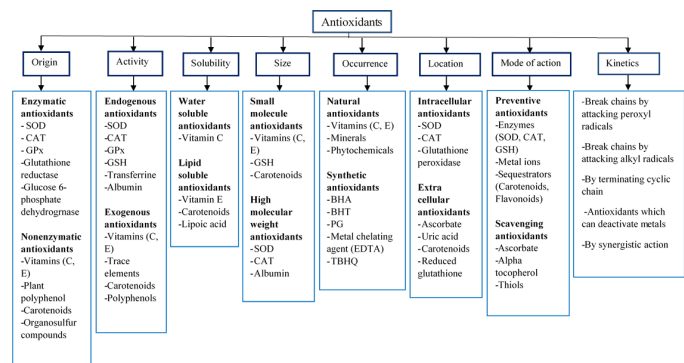 Antioxidants
Origin
Activity
Solubility
Size
Occurrence
Location
Mode of action
Kinetics
Enzymatic
antioxidants
-SOD
- CAT
- GPx
-Glutathione
reductase
-Glucose 6-
phosphate
dehydrogrnase
Nonenzymatic
antioxidants
-Vitamins (C,
E)
-Plant
polyphenol
-Carotenoids
-Organosulfur
compounds
Endogenous
antioxidants
-SOD
-CAT
-GPx
-GSH
-Transferrine
-Albumin
Exogenous
antioxidants
-Vitamins (C,
E)
-Trace
elements
-Carotenoids
-Polyphenols
Water
soluble
antioxidants
-Vitamin C
Lipid
soluble
antioxidants
-Vitamin E
-Carotenoids
-Lipoic acid
Small
molecule
antioxidants
-Vitamins (C,
E)
-GSH
-Carotenoids
High
molecular
weight
antioxidants
-SOD
-CAT
-Albumin
Natural
antioxidants
-Vitamins (C, E)
-Minerals
-Phytochemicals
Synthetic
antioxidants
-BHA
-BHT
-PG
-Metal chelating
agent (EDTA)
-TBHQ
Intracellular
antioxidants
-SOD
-CAT
-Glutathione
peroxidase
Extra
cellular
antioxidants
-Ascorbate
-Uric acid
-Carotenoids
-Reduced
glutathione
Preventive
antioxidants
-Enzymes
(SOD, CAT,
GSH)
-Metal ions
-Sequestrators
(Carotenoids,
Flavonoids)
Scavenging
antioxidants
-Ascorbate
-Alpha
tocopherol
-Thiols
-Break chains by
attacking peroxyl
radicals
-Break chains by
attacking alkyl radicals
-By terminating cyclic
chain
-Antioxidants which
can deactivate metals
-By synergistic action